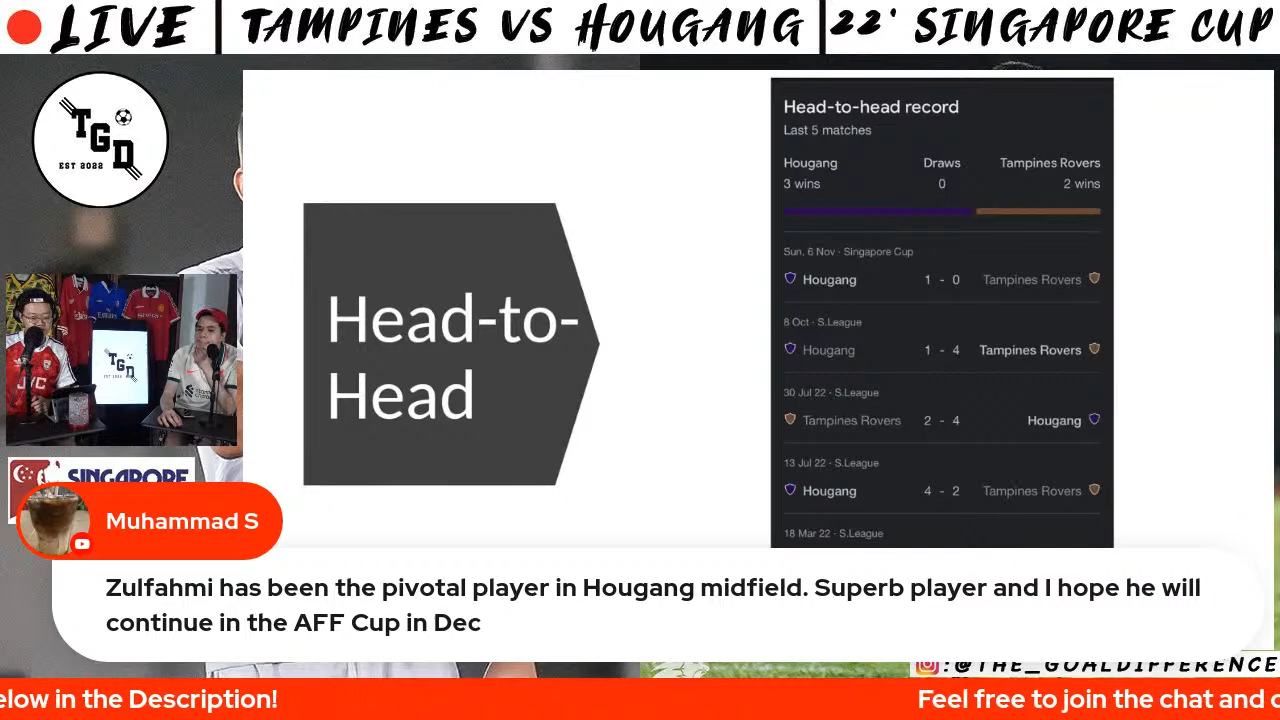 LIVE
TAMPINES VS HOUGANG
22' SINGAPORE CUP
TGD
EST 2022
Head-to-
Head
Head-to-head record
Last 5 matches
Hougang Draws Tampines Rovers
3 wins 0 2 wins
Sun, 6 Nov · Singapore Cup
Hougang 1 - 0 Tampines Rovers
8 Oct · S.League
Hougang 1 - 4 Tampines Rovers
30 Jul 22 · S.League
Tampines Rovers 2 - 4 Hougang
13 Jul 22 · S.League
Hougang 4 - 2 Tampines Rovers
18 Mar 22 · S.League
JVC
TGD
SINGAPORE
Muhammad S
Zulfahmi has been the pivotal player in Hougang midfield. Superb player and I hope he will
continue in the AFF Cup in Dec
:@THE_GOALDIFFERENCE
elow in the Description!
Feel free to join the chat and